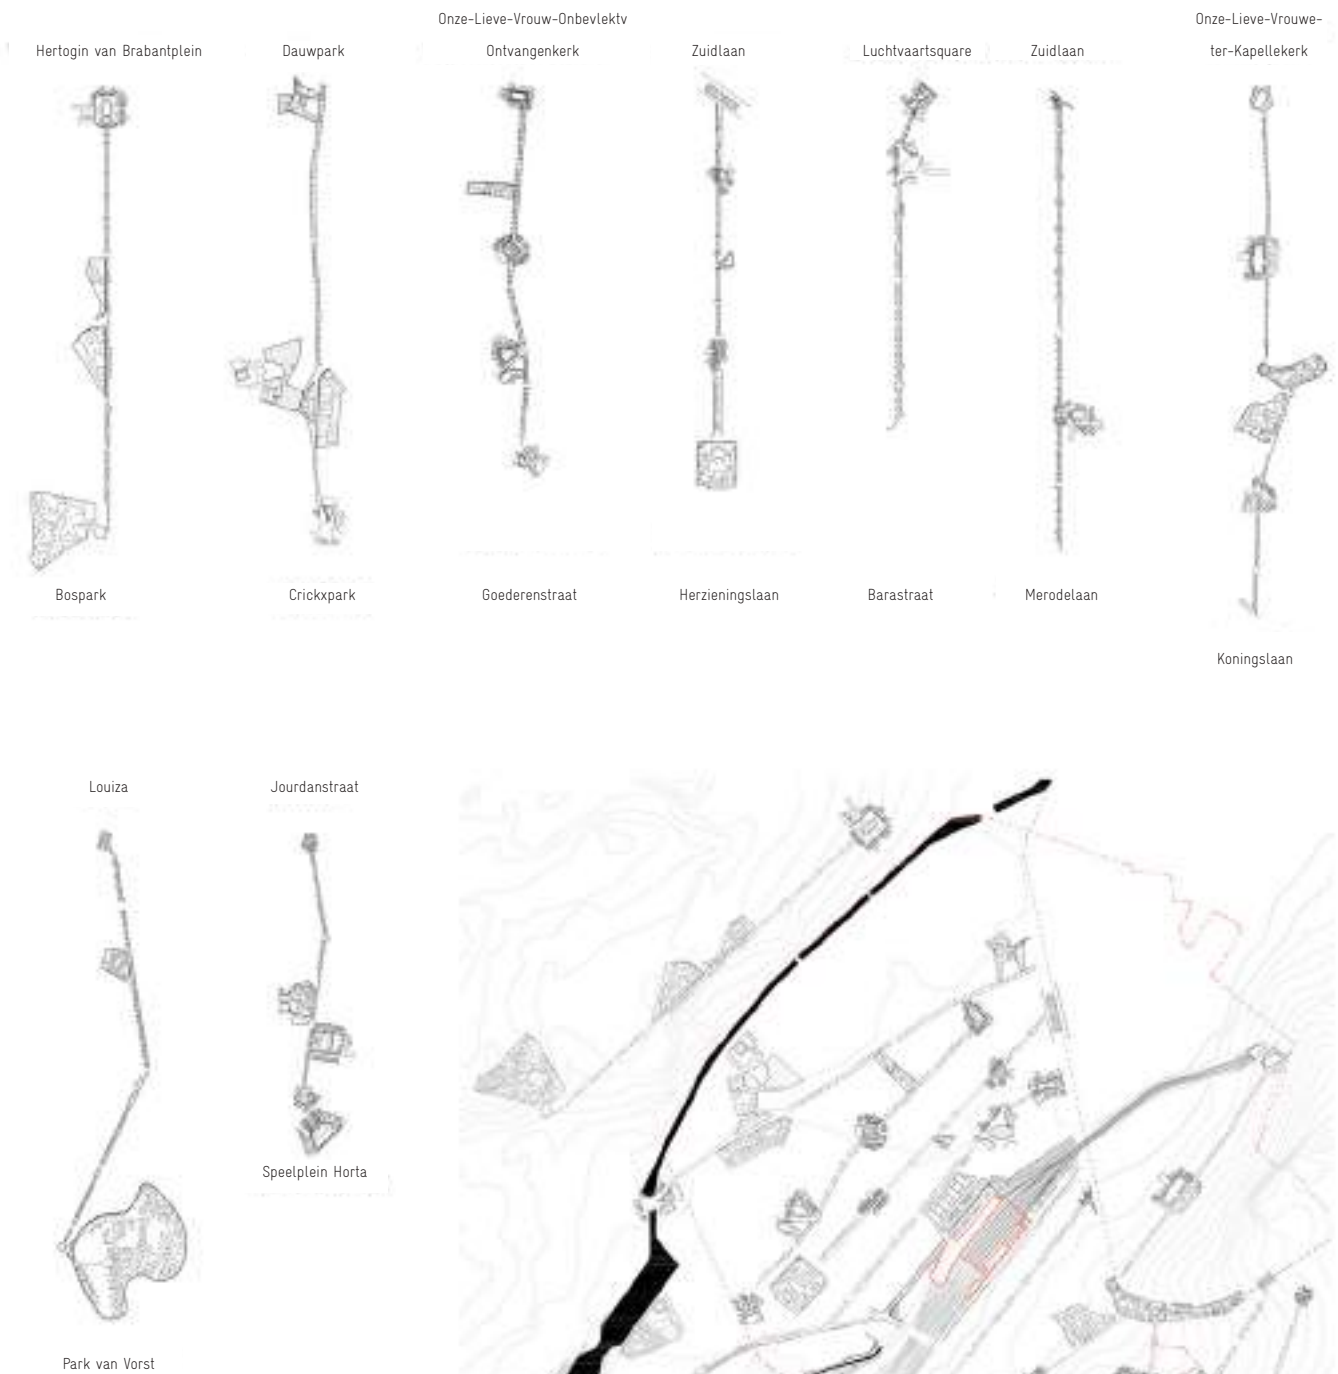 Hertogin van Brabantplein
Dauwpark
Onze-Lieve-Vrouw-Onbevlektv
Ontvangenkerk
Zuidlaan
Luchtvaartsquare
Zuidlaan
Onze-Lieve-Vrouwe-
ter-Kapellekerk
Bospark
Crickxpark
Goederenstraat
Herzieningslaan
Barastraat
Merodelaan
Koningslaan
Louiza
Jourdanstraat
Speelplein Horta
Park van Vorst